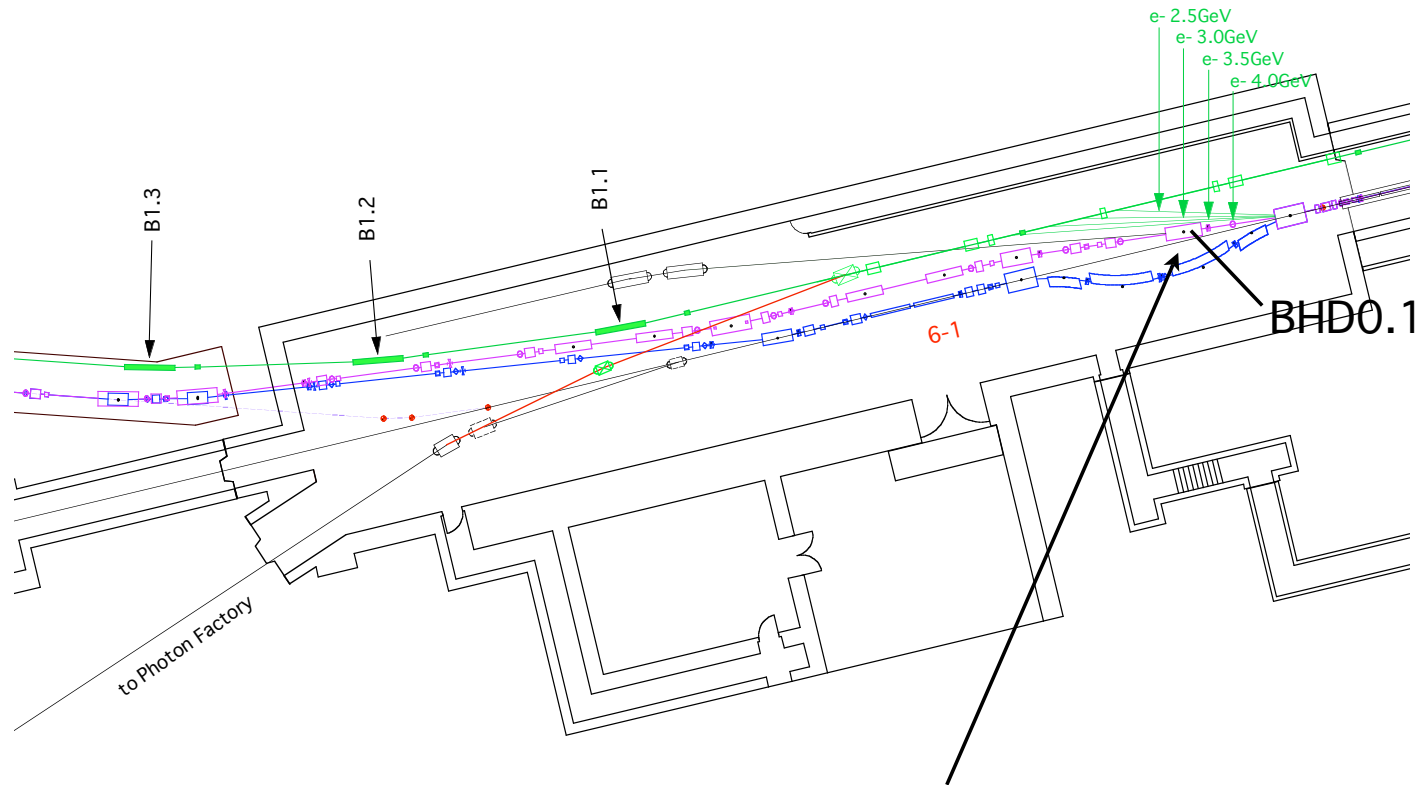 e- 2.5GeV
e- 3.0GeV
e- 3.5GeV
e- 4.0GeV
B1.3
B1.2
B1.1
BHD0.1
6-1
to Photon Factory